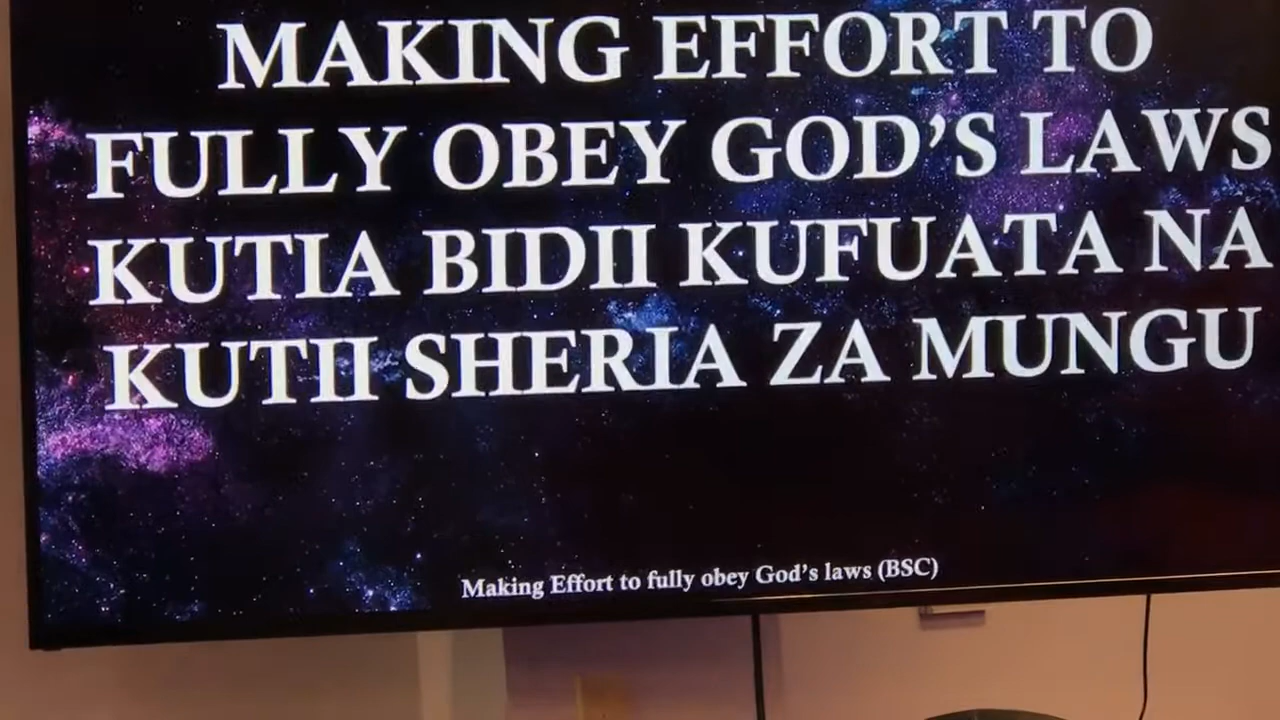 MAKING EFFORT TO
FULLY OBEY GOD'S LAWS
KUTIA BIDII KUFUATA NA
KUTII SHERIA ZA MUNGU
Making Effort to fully obey God's laws (BSC)